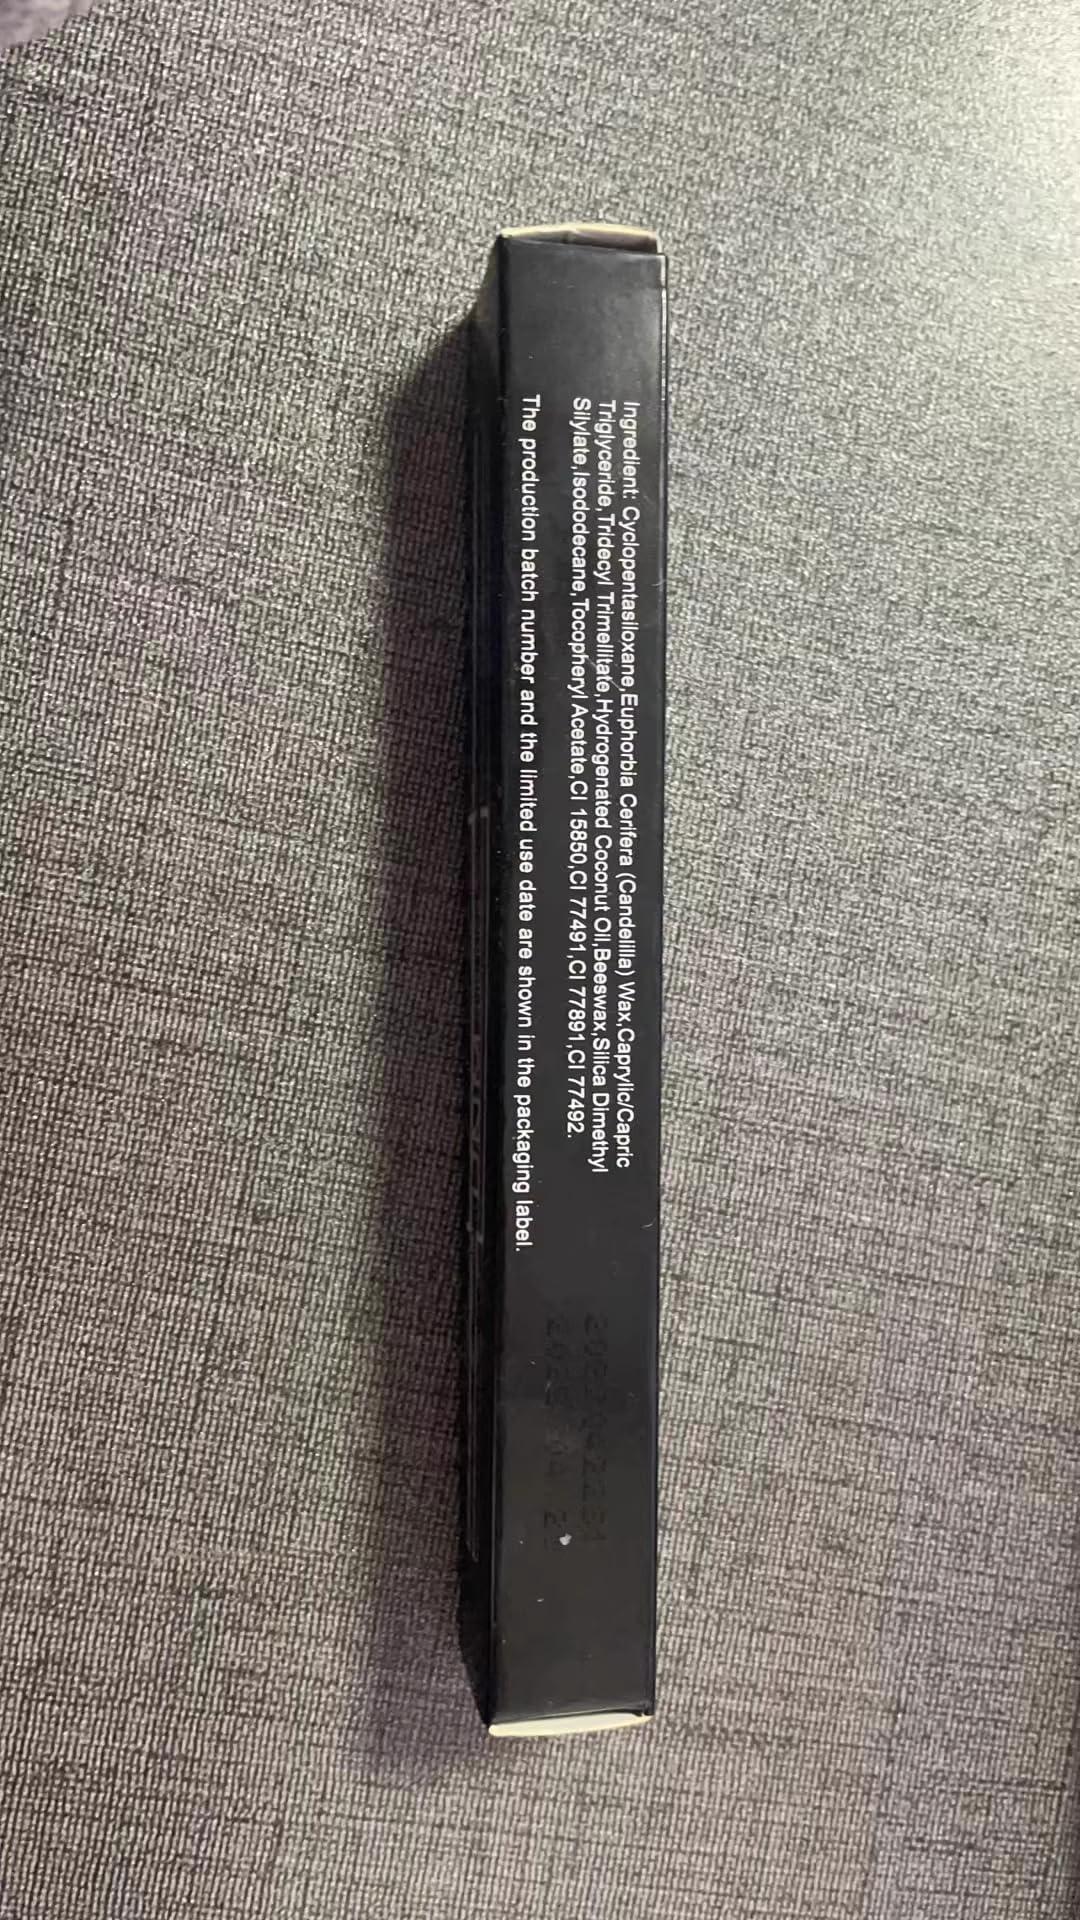 Ingredient: Cyclopentasiloxane,Euphorbia Cerifera (Candelilla) Wax,Caprylic/Capric
Triglyceride,Tridecyl Trimellitate,Hydrogenated Coconut Oil,Beeswax,Silica Dimethyl
Silylate,Isododecane,Tocopheryl Acetate,CI 15850,CI 77491,CI 77891,CI 77492.
The production batch number and the limited use date are shown in the packaging label.